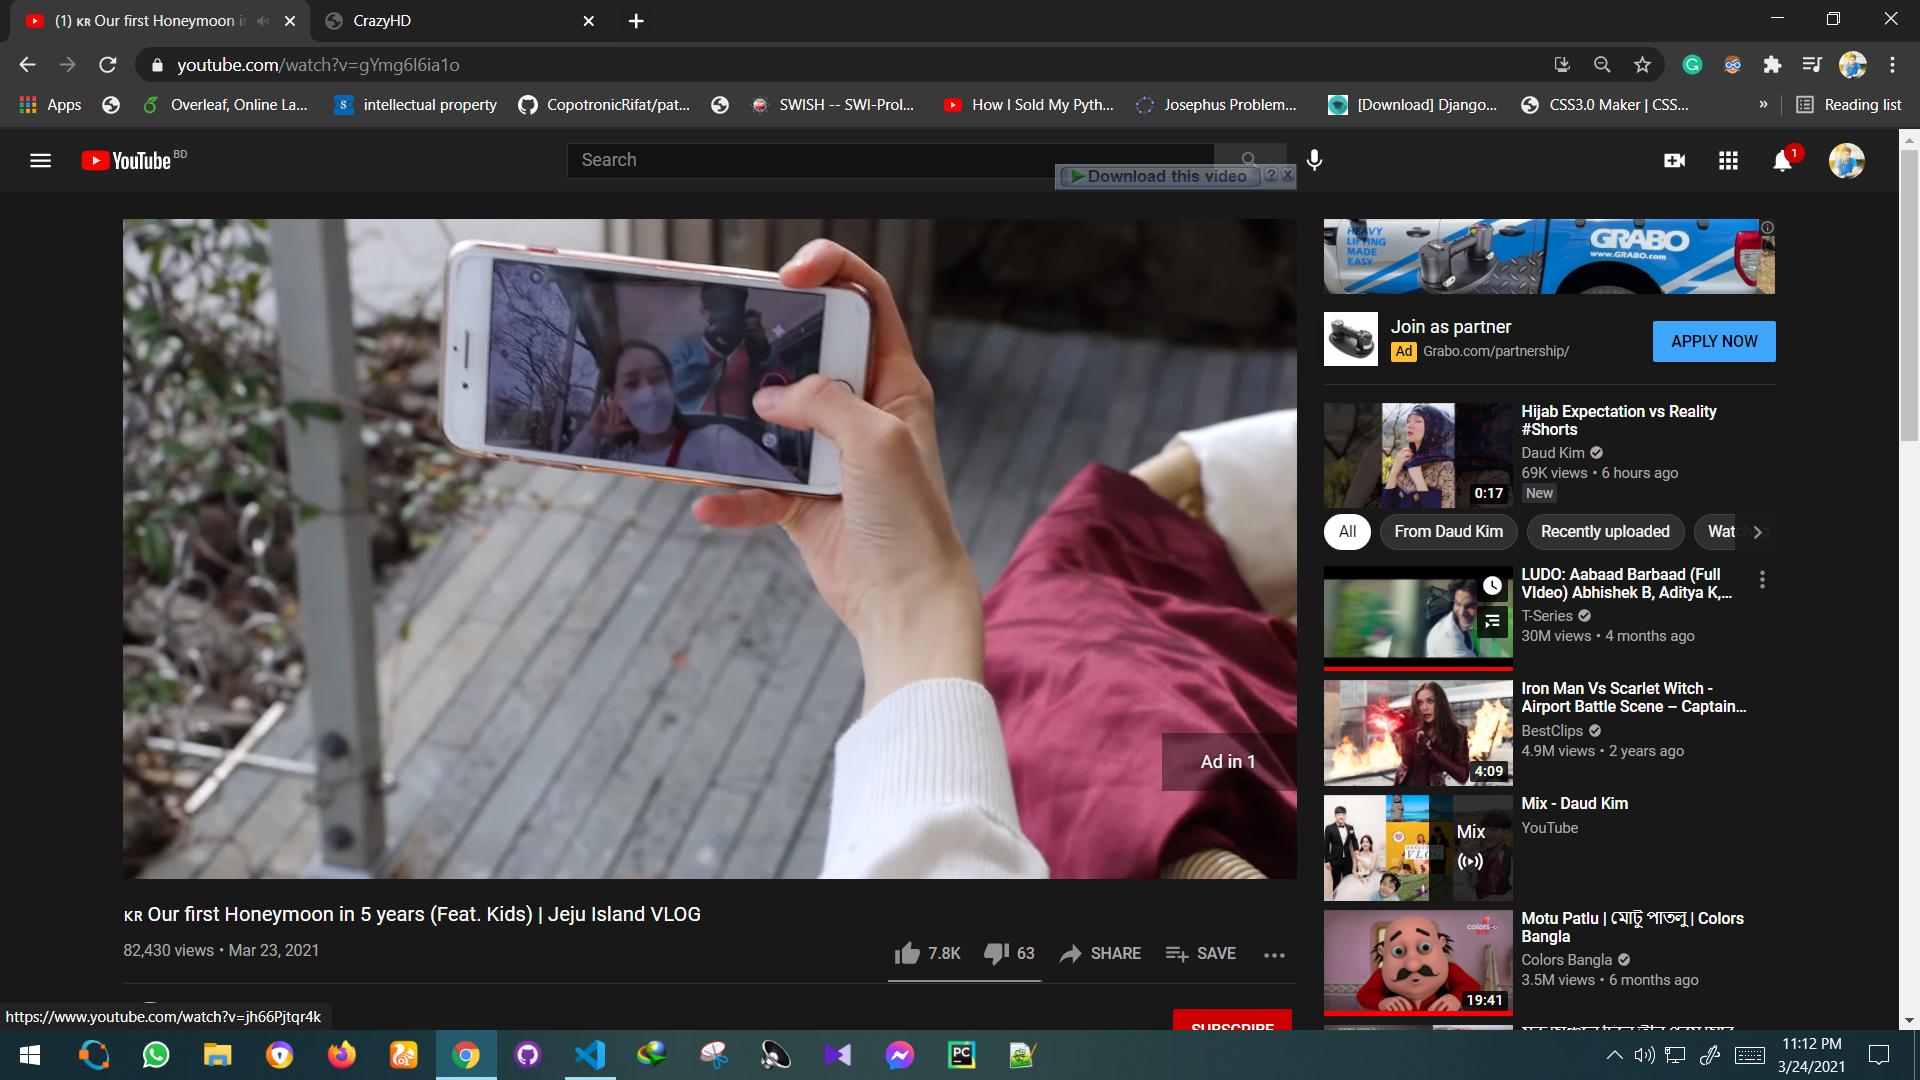 (1) 🇰🇷 Our first Honeymoon i
CrazyHD
youtube.com/watch?v=gYmg6I6ia1o
Apps
Overleaf, Online La...
S
intellectual property
CopotronicRifat/pat...
SWISH -- SWI-Prol...
How I Sold My Pyth...
Josephus Problem...
[Download] Django...
CSS3.0 Maker | CSS...
»
Reading list
YouTube BD
Search
Download this video ? X
1
HEAVY
LIFTING
MADE
EASY
GRABO
www.GRABO.com
Join as partner
Ad Grabo.com/partnership/
APPLY NOW
Hijab Expectation vs Reality
#Shorts
Daud Kim
69K views • 6 hours ago
New
0:17
All
From Daud Kim
Recently uploaded
LUDO: Aabaad Barbaad (Full
VIdeo) Abhishek B, Aditya K,...
T-Series
30M views • 4 months ago
Iron Man Vs Scarlet Witch -
Airport Battle Scene – Captain...
BestClips
4.9M views • 2 years ago
4:09
Mix - Daud Kim
YouTube
Mix
VLOG
Motu Patlu | মোটু পাতলু | Colors
Bangla
Colors Bangla
3.5M views • 6 months ago
colors
19:41
Ad in 1
🇰🇷 Our first Honeymoon in 5 years (Feat. Kids) | Jeju Island VLOG
82,430 views • Mar 23, 2021
7.8K
63
SHARE
SAVE
SUBSCRIBE
https://www.youtube.com/watch?v=jh66Pjtqr4k
PC
11:12 PM
3/24/2021